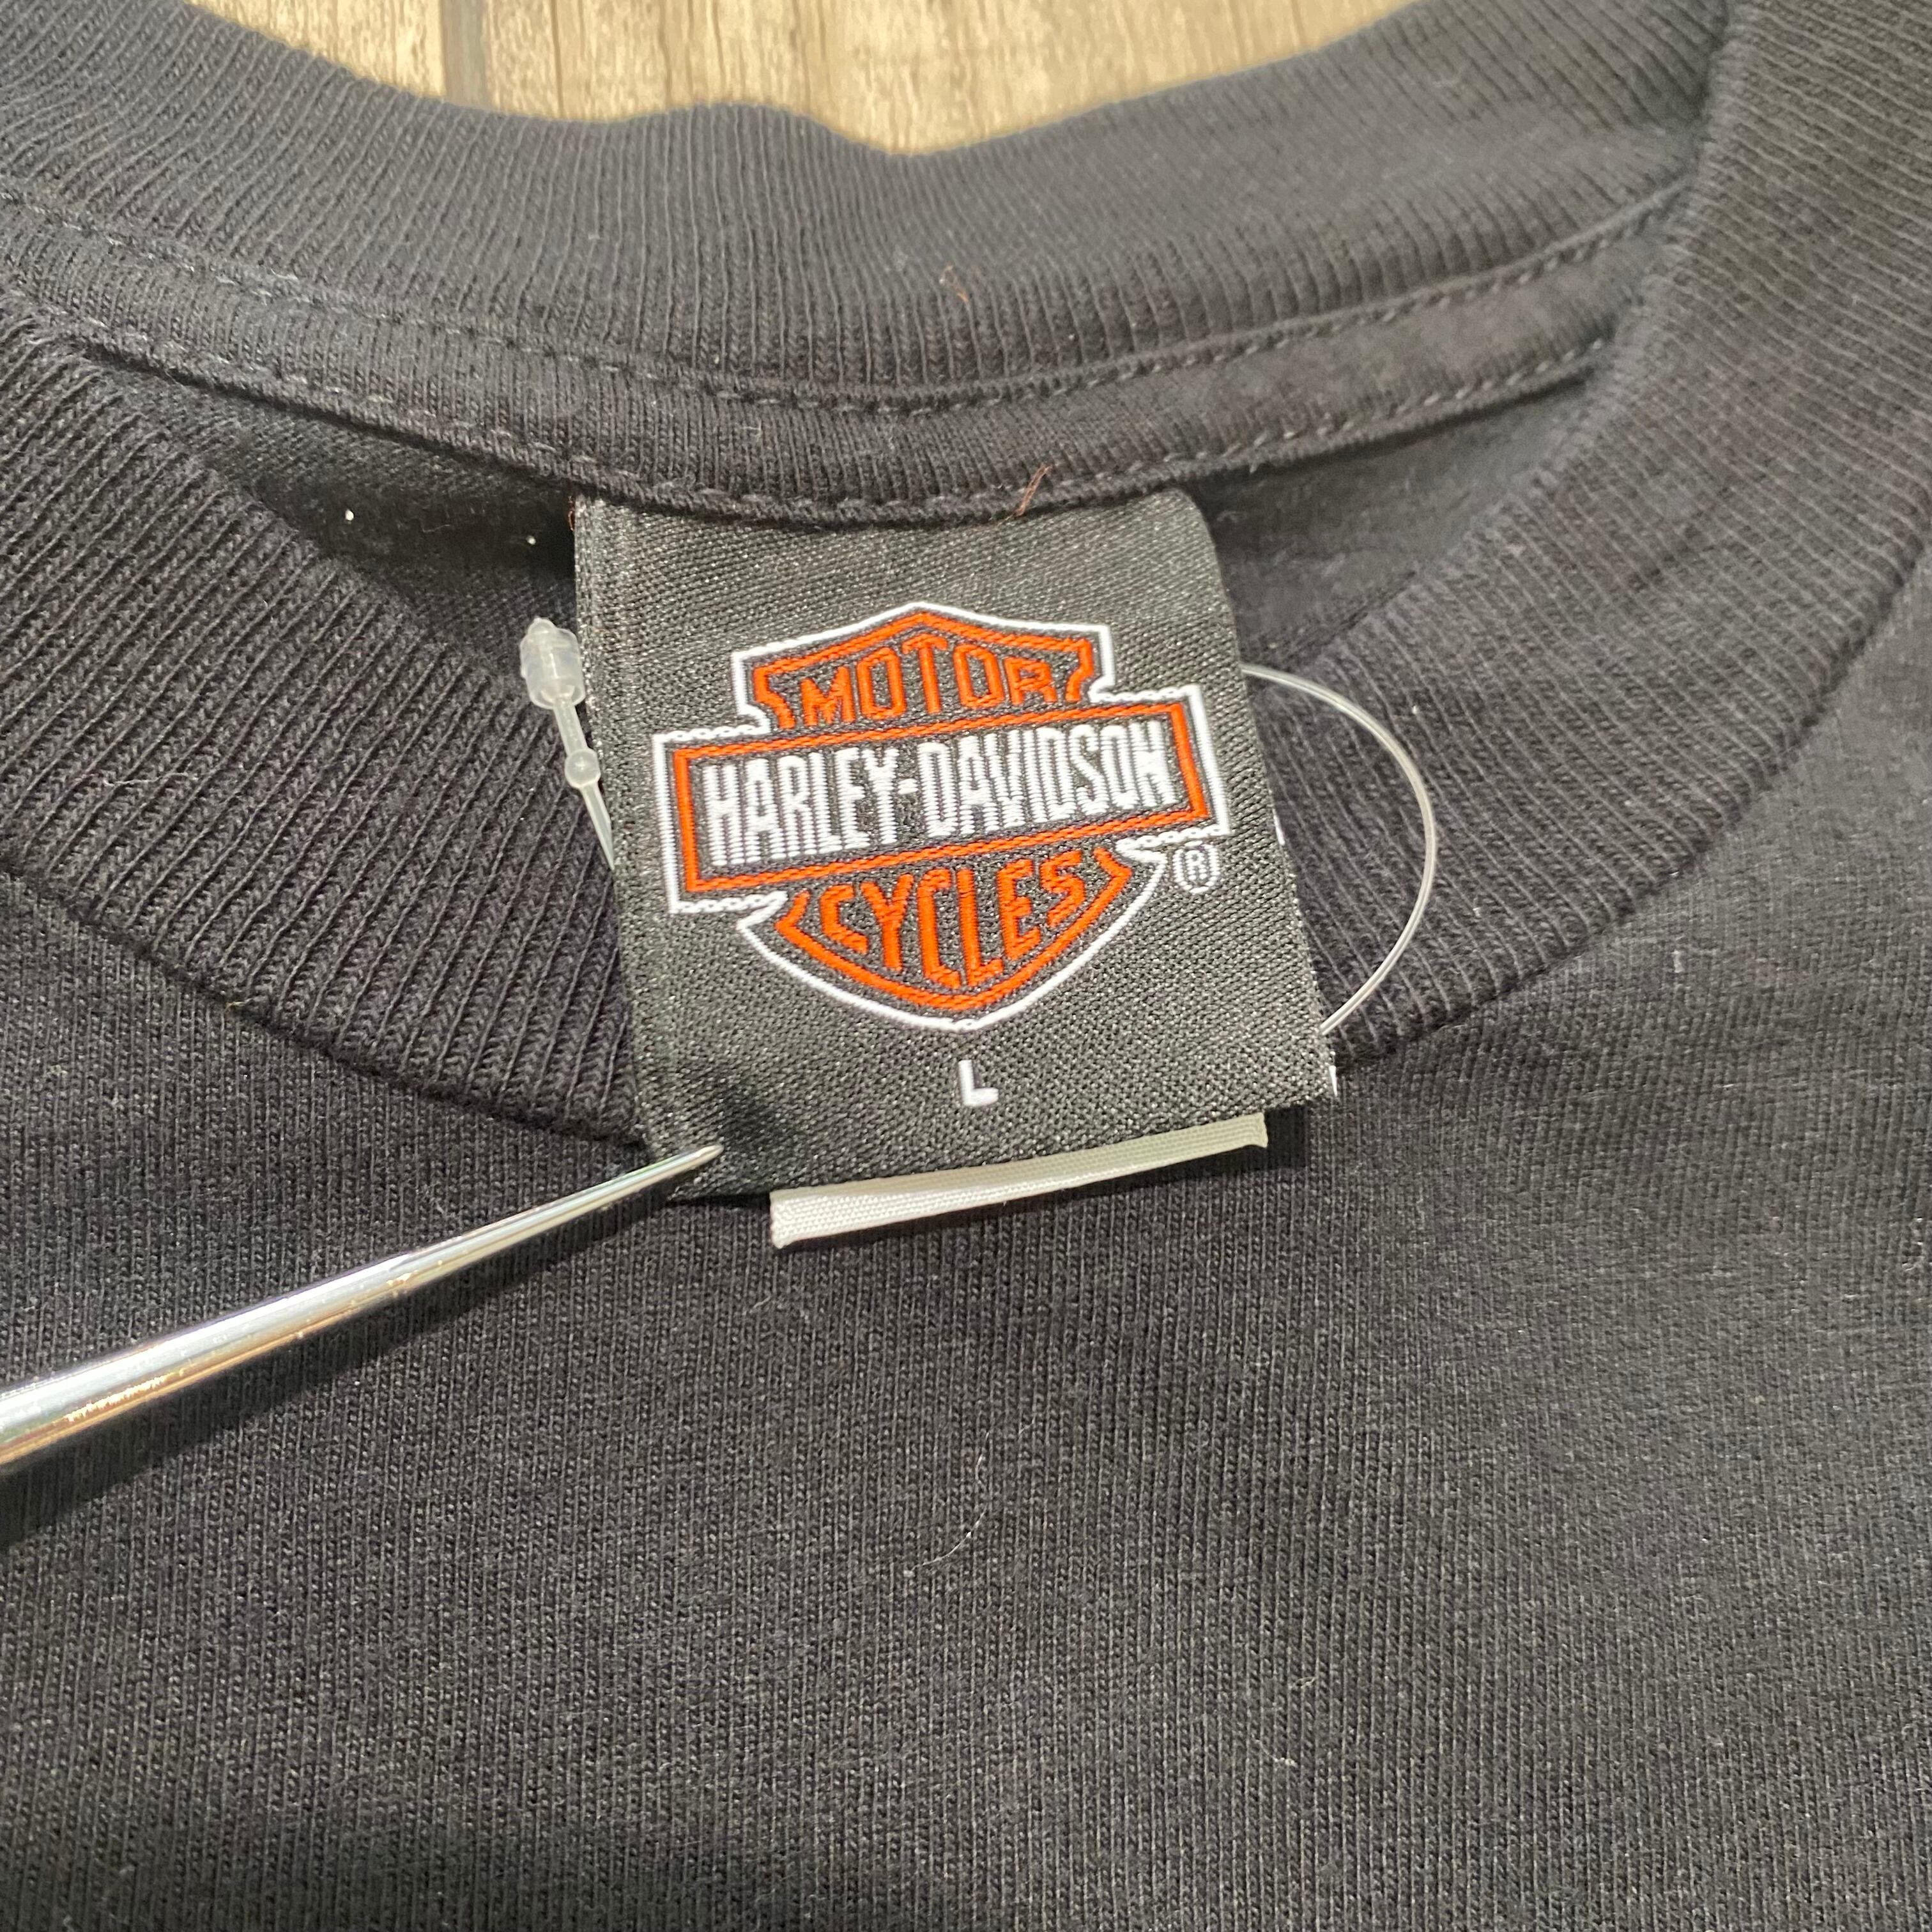 MOTOR
HARLEY-DAVIDSON
CYCLES
®
L